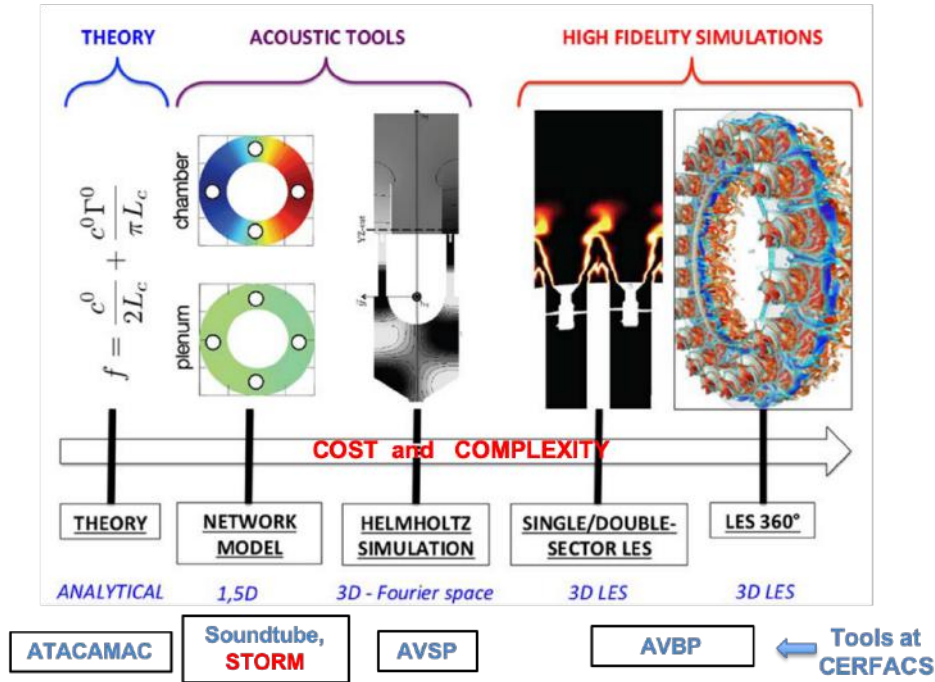 THEORY
ACOUSTIC TOOLS
HIGH FIDELITY SIMULATIONS
f = c⁰/2L_c + c⁰Γ⁰/πL_c
chamber
plenum
YZ-cut
COST and COMPLEXITY
THEORY
NETWORK
MODEL
HELMHOLTZ
SIMULATION
SINGLE/DOUBLE-
SECTOR LES
LES 360°
ANALYTICAL
1,5D
3D - Fourier space
3D LES
3D LES
ATACAMAC
Soundtube,
STORM
AVSP
AVBP
Tools at
CERFACS